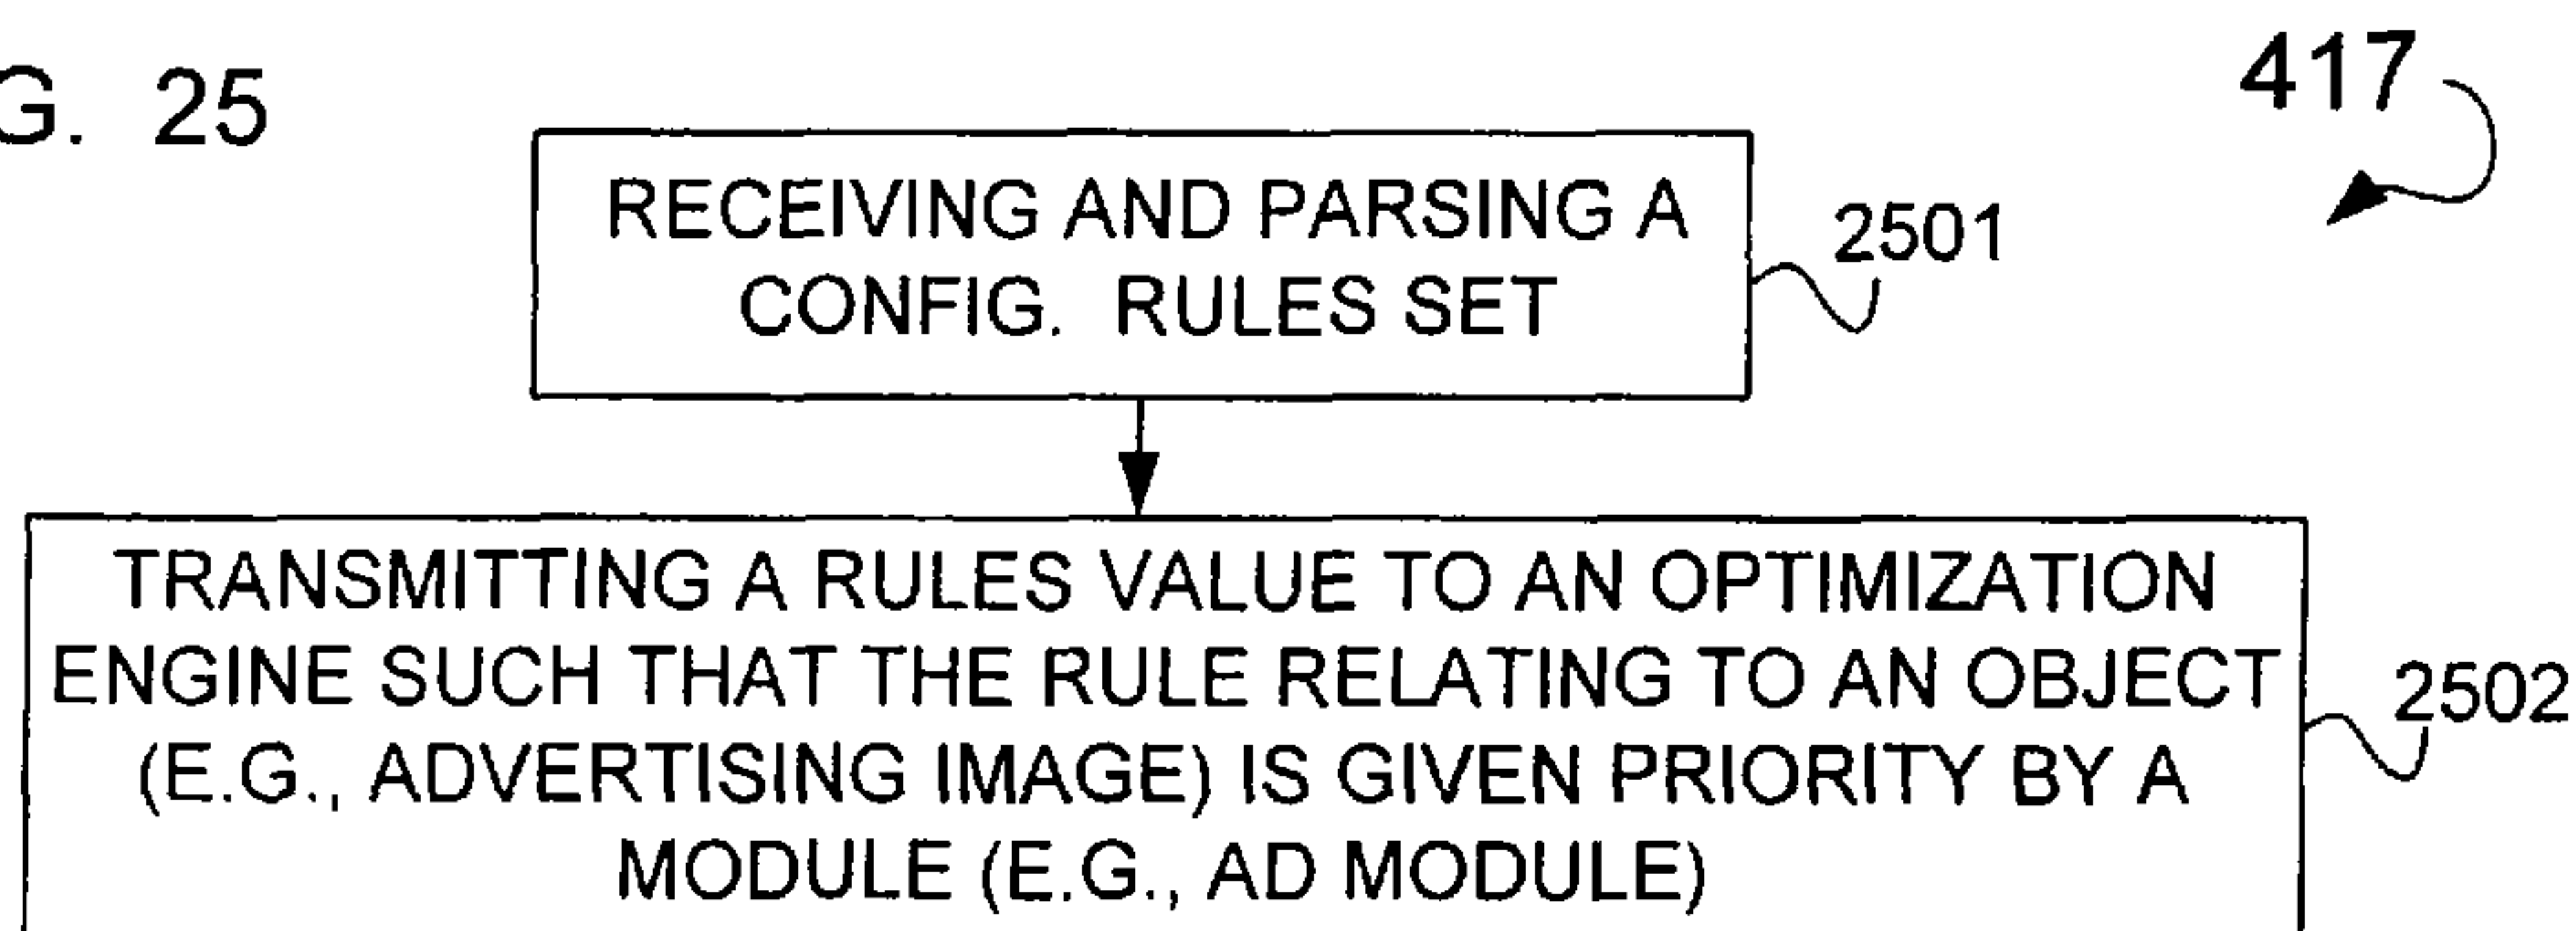 G. 25
417
RECEIVING AND PARSING A
CONFIG. RULES SET
2501
TRANSMITTING A RULES VALUE TO AN OPTIMIZATION
ENGINE SUCH THAT THE RULE RELATING TO AN OBJECT
(E.G., ADVERTISING IMAGE) IS GIVEN PRIORITY BY A
MODULE (E.G., AD MODULE)
2502